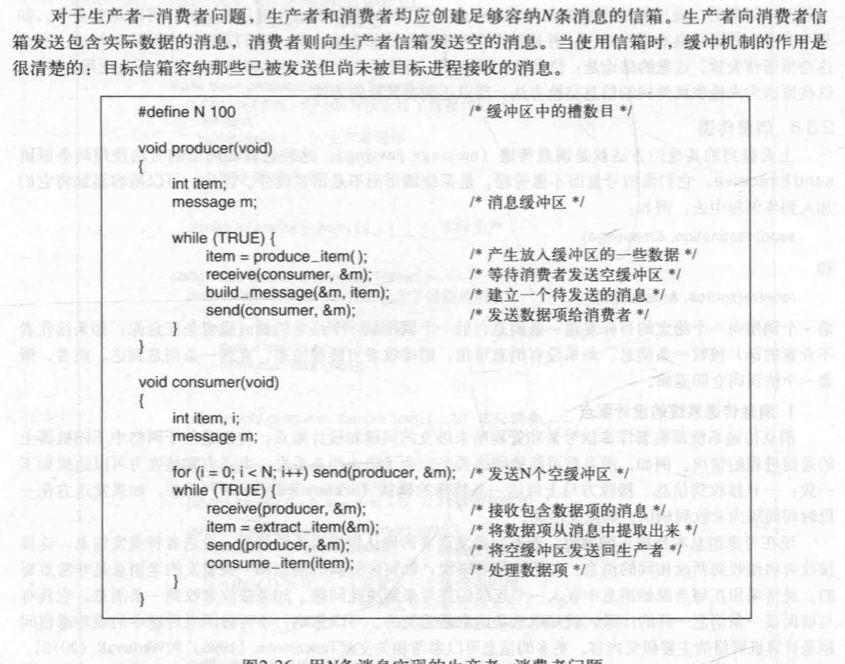 对于生产者-消费者问题，生产者和消费者均应创建足够容纳N条消息的信箱。生产者向消费者信
箱发送包含实际数据的消息，消费者则向生产者信箱发送空的消息。当使用信箱时，缓冲机制的作用是
很清楚的：目标信箱容纳那些已被发送但尚未被目标进程接收的消息。
#define N 100 /* 缓冲区中的槽数目 */
void producer(void)
{
int item;
message m; /* 消息缓冲区 */
while (TRUE) {
item = produce_item( ); /* 产生放入缓冲区的一些数据 */
receive(consumer, &m); /* 等待消费者发送空缓冲区 */
build_message(&m, item); /* 建立一个待发送的消息 */
send(consumer, &m); /* 发送数据项给消费者 */
}
}
void consumer(void)
{
int item, i;
message m;
for (i = 0; i < N; i++) send(producer, &m); /* 发送N个空缓冲区 */
while (TRUE) {
receive(producer, &m); /* 接收包含数据项的消息 */
item = extract_item(&m); /* 将数据项从消息中提取出来 */
send(producer, &m); /* 将空缓冲区发送回生产者 */
consume_item(item); /* 处理数据项 */
}
}
图2-36 用N条消息实现的生产者-消费者问题